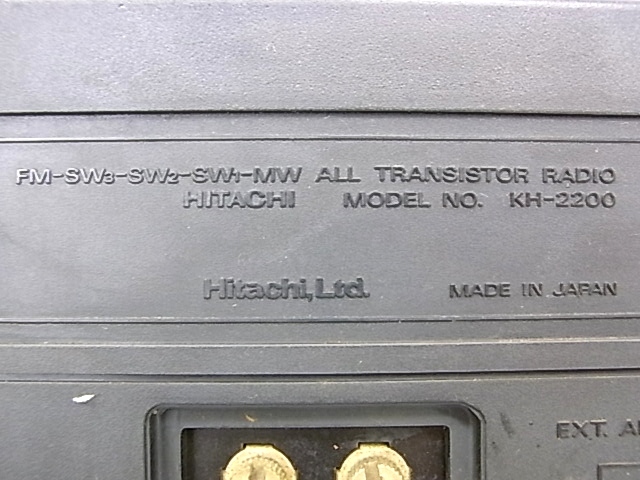 FM-SW3-SW2-SW1-MW ALL TRANSISTOR RADIO
HITACHI MODEL NO. KH-2200
Hitachi, Ltd. MADE IN JAPAN
EXT.